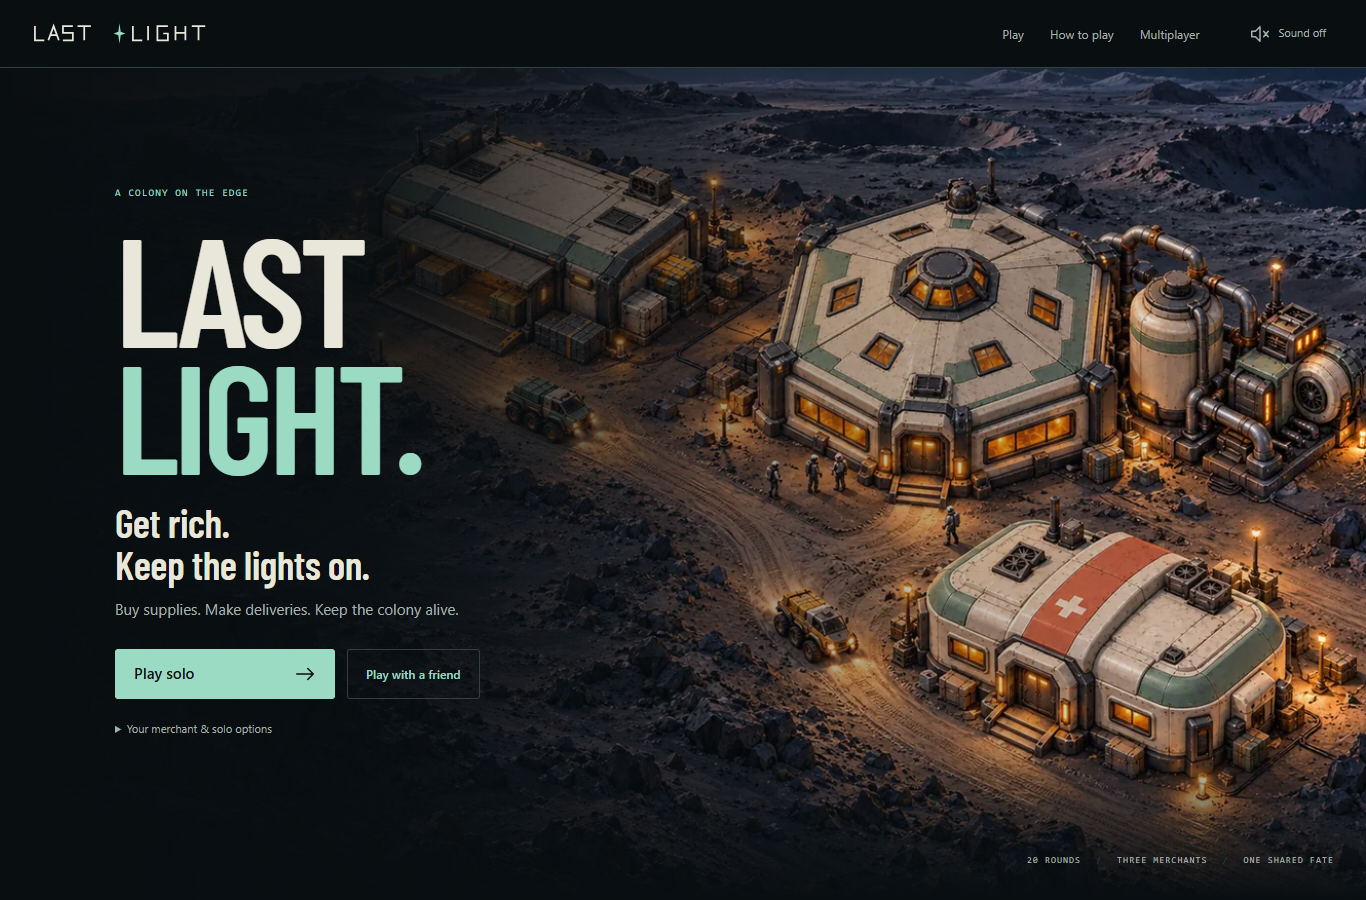 LAST LIGHT
Play
How to play
Multiplayer
Sound off
A COLONY ON THE EDGE
LAST
LIGHT.
Get rich.
Keep the lights on.
Buy supplies. Make deliveries. Keep the colony alive.
Play solo
Play with a friend
Your merchant & solo options
20 ROUNDS / THREE MERCHANTS / ONE SHARED FATE